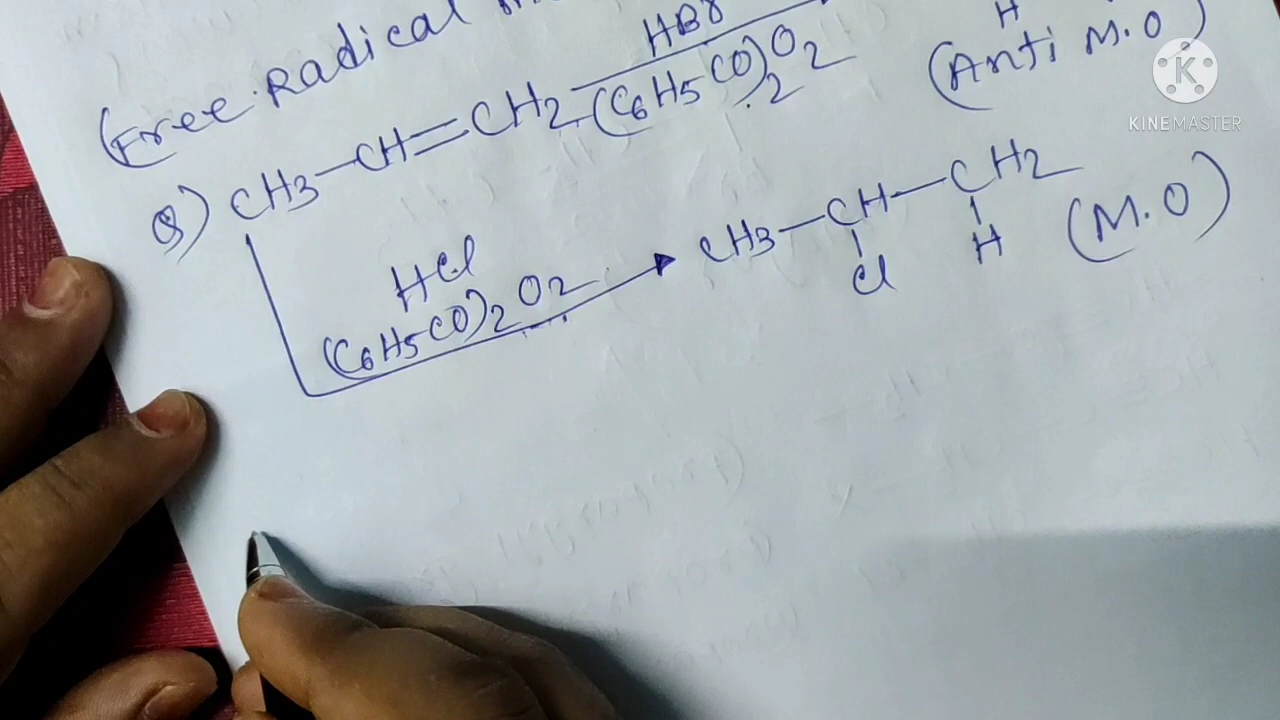 (Free Radical
Q) CH3—CH=CH2 HBr
(C6H5CO)2O2
H
(Anti M.O)
KINEMASTER
HCl
(C6H5CO)2O2
CH3—CH—CH2
Cl H
(M.O)